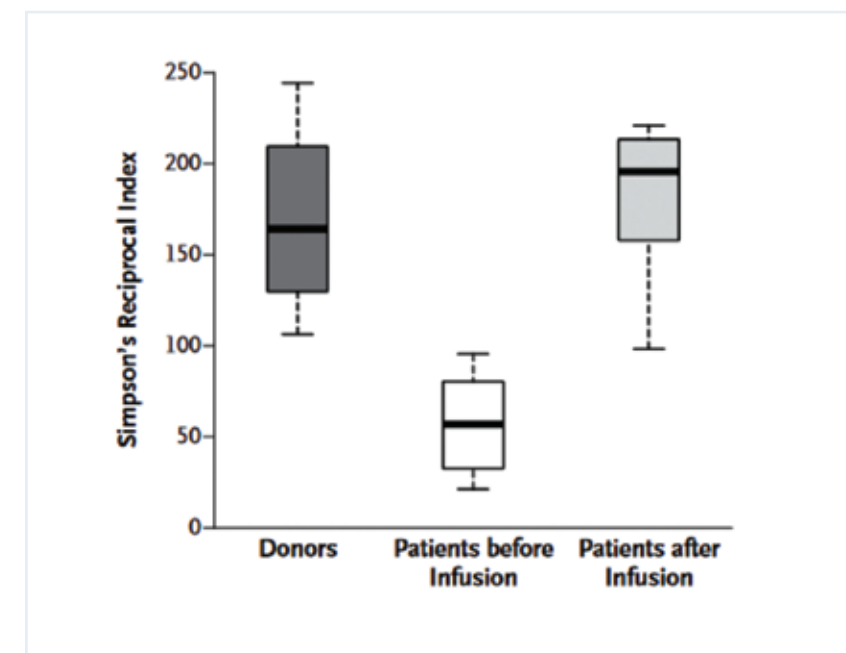 250
200
150
100
50
0
Simpson's Reciprocal Index
Donors
Patients before
Infusion
Patients after
Infusion